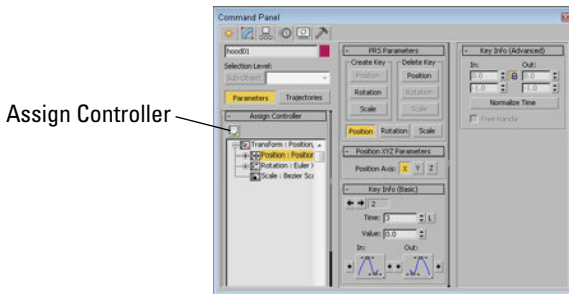 Command Panel
hood01
Selection Level:
Sub-Object
Parameters Trajectories
- Assign Controller
Assign Controller
Transform : Position,
Position : Position
Rotation : Euler X
Scale : Bezier Sca
- PRS Parameters
Create Key Delete Key
Position Position
Rotation Rotation
Scale Scale
Position Rotation Scale
- Position XYZ Parameters
Position Axis: X Y Z
- Key Info (Basic)
2
Time: 3 L
Value: 0.0
In: Out:
- Key Info (Advanced)
In: Out:
0.0 0.0
-1.0 -1.0
Normalize Time
Free Handle